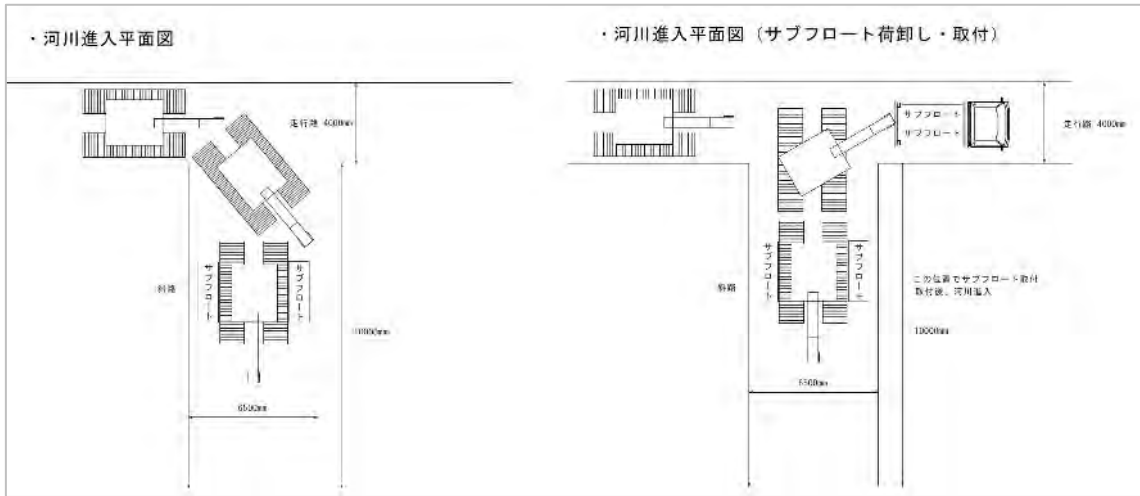 ・河川進入平面図
走行路 4000mm
サブフロート
サブフロート
斜路
10000mm
6500mm
・河川進入平面図（サブフロート荷卸し・取付）
サブフロート
サブフロート
走行路 4000mm
サブフロート
サブフロート
斜路
この位置でサブフロート取付
取付後、河川進入
10000mm
6500mm